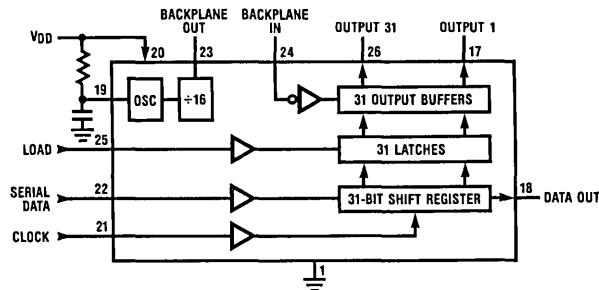 BACKPLANE OUT
BACKPLANE IN
OUTPUT 31
OUTPUT 1
VDD
20
23
24
26
17
19
OSC
÷16
31 OUTPUT BUFFERS
25
LOAD
31 LATCHES
22
SERIAL DATA
31-BIT SHIFT REGISTER
18
DATA OUT
21
CLOCK
1